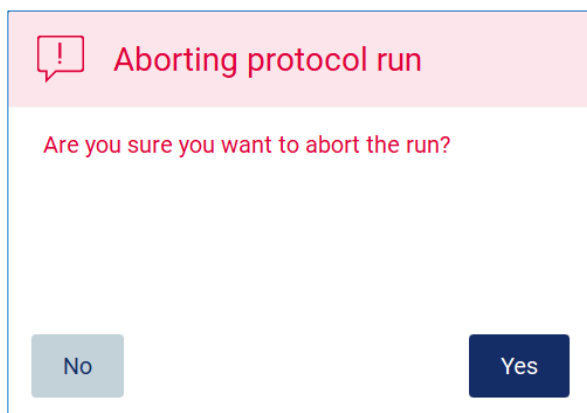 Aborting protocol run
Are you sure you want to abort the run?
No
Yes